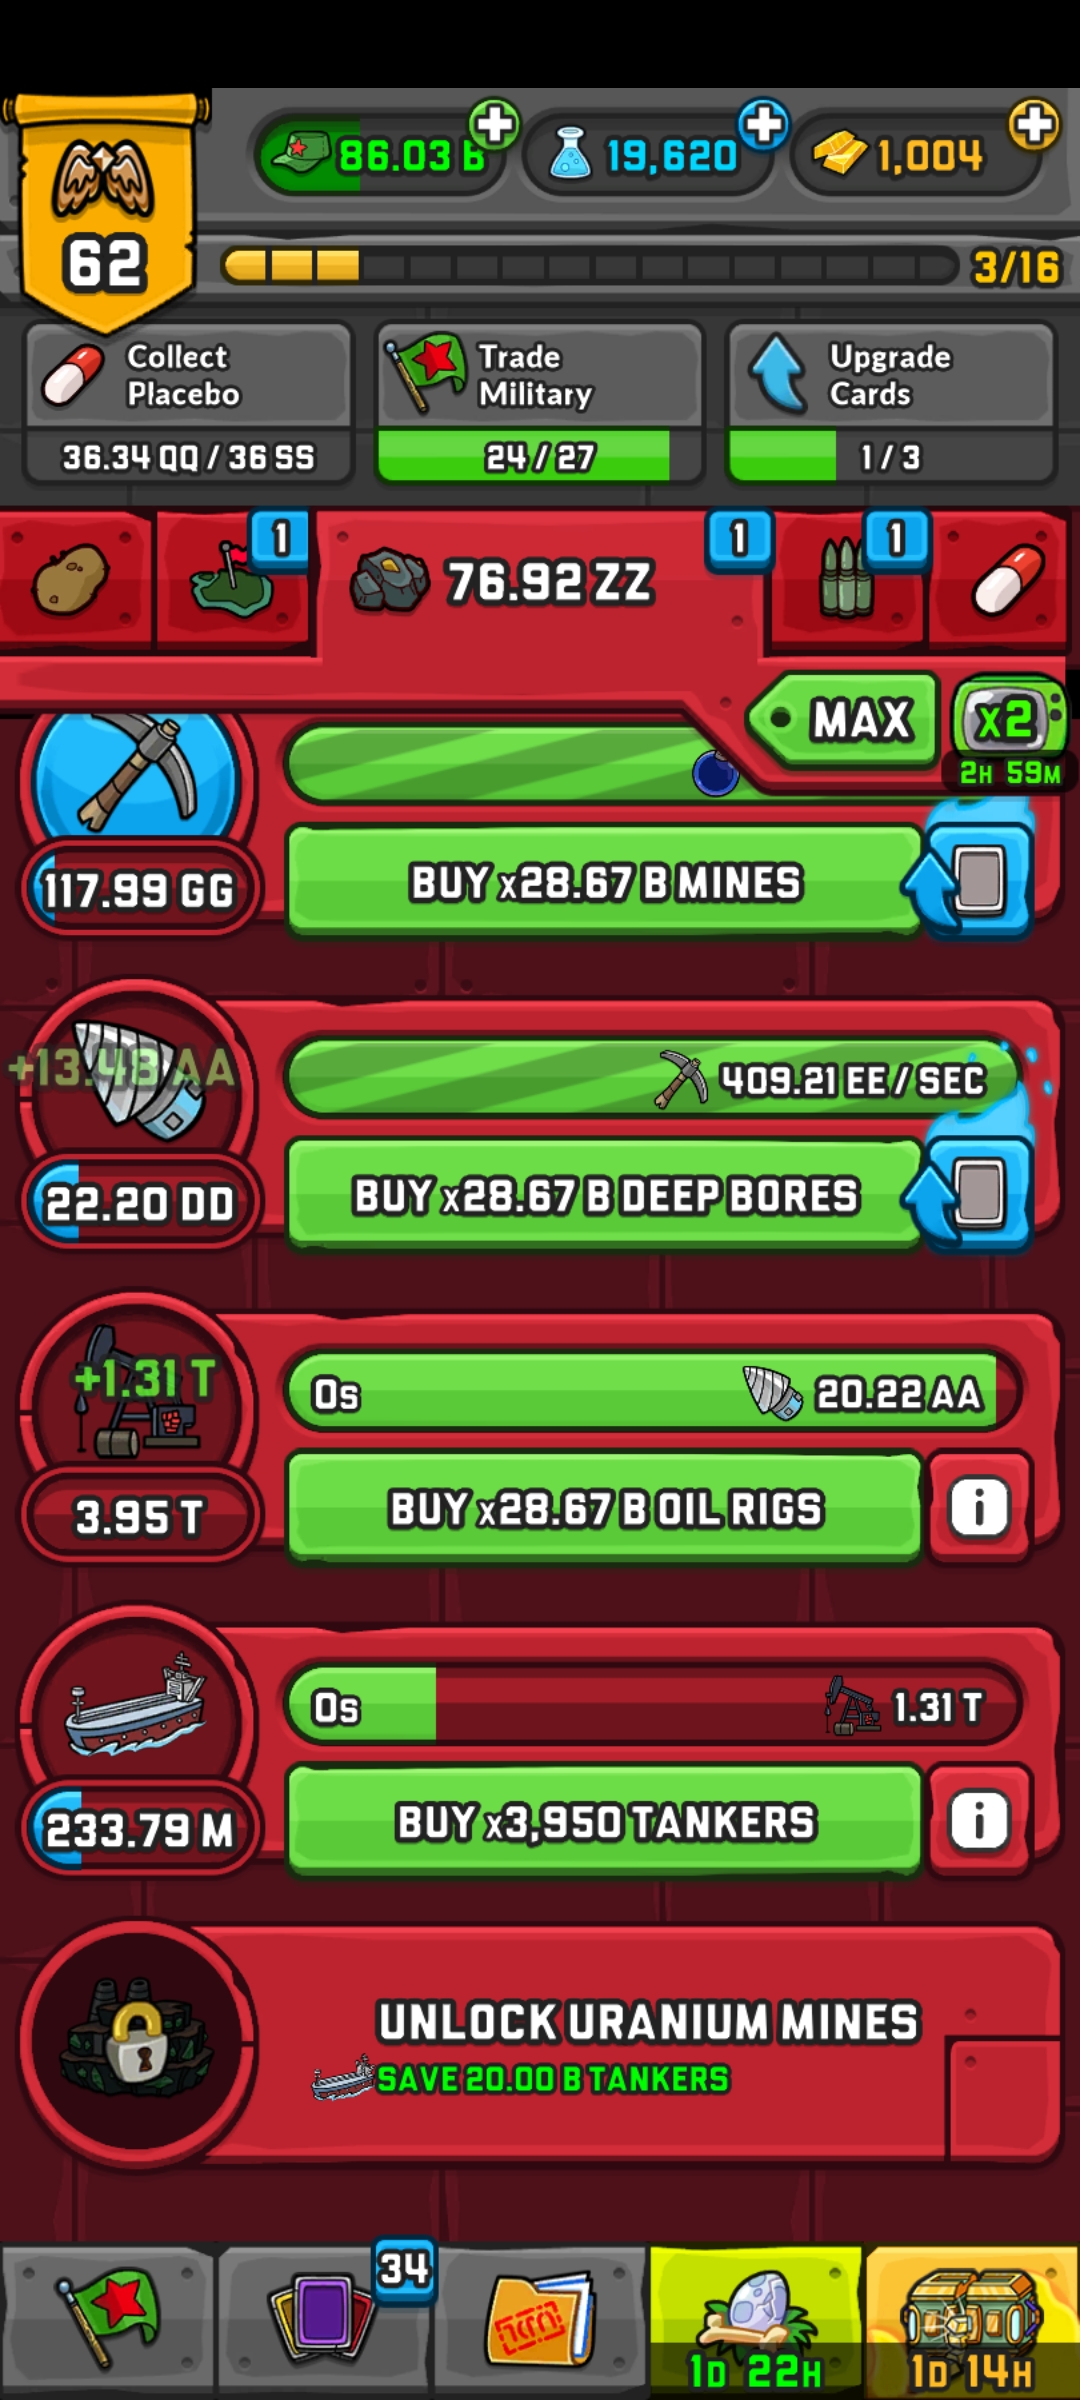 86.03 B
19,620
1,004
62
3/16
Collect
Placebo
36.34 QQ / 36 SS
Trade
Military
24 / 27
Upgrade
Cards
1 / 3
1
76.92 ZZ
1
1
MAX
x2
2H 59M
117.99 GG
BUY x28.67 B MINES
+13.48 AA
409.21 EE / SEC
22.20 DD
BUY x28.67 B DEEP BORES
+1.31 T
0s
20.22 AA
3.95 T
BUY x28.67 B OIL RIGS
i
0s
1.31 T
233.79 M
BUY x3,950 TANKERS
i
UNLOCK URANIUM MINES
SAVE 20.00 B TANKERS
34
1D 22H
1D 14H